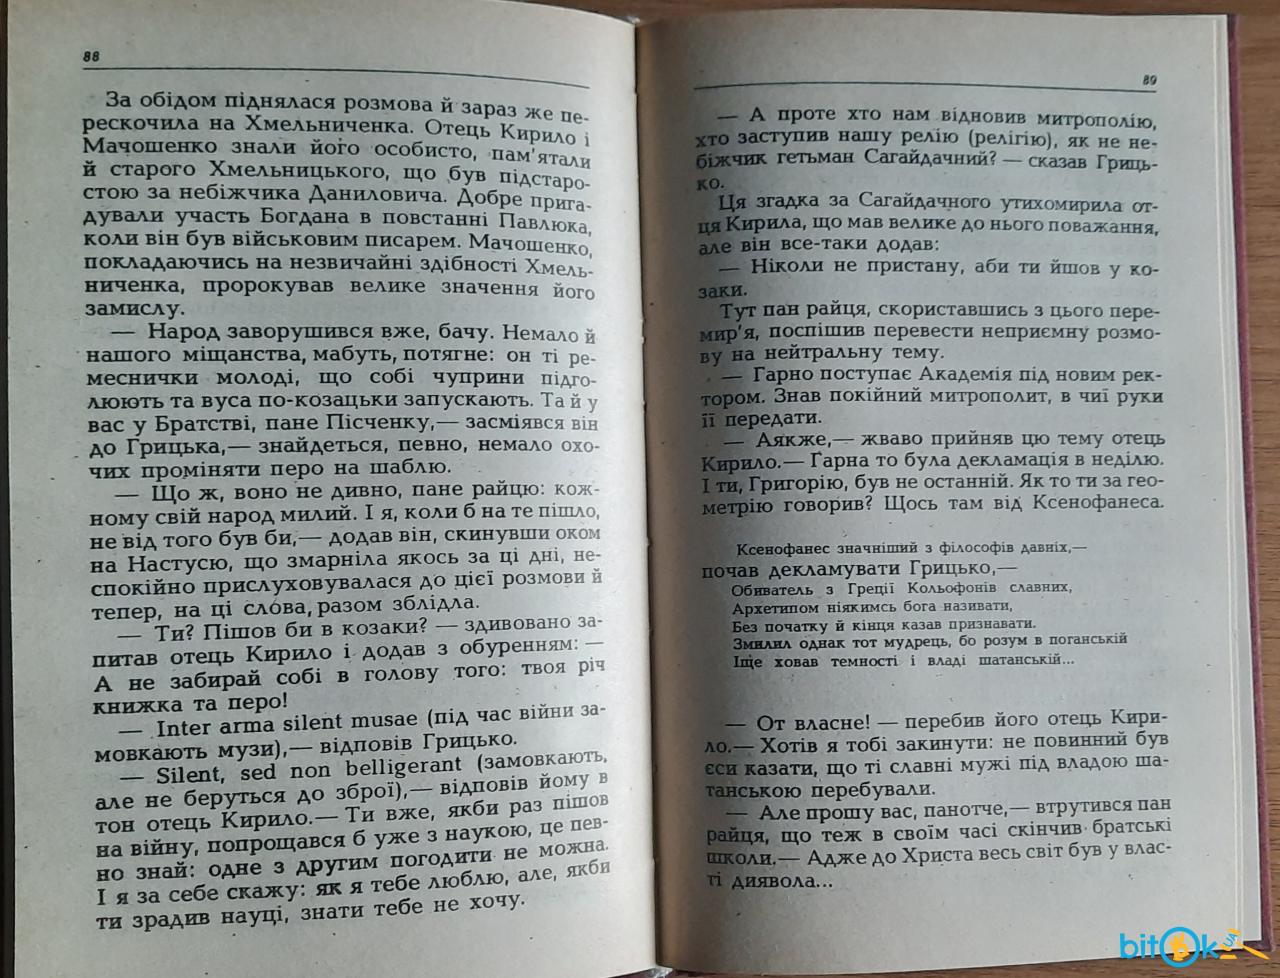 88
За обідом піднялася розмова й зараз же пе-
рескочила на Хмельниченка. Отець Кирило і
Мачошенко знали його особисто, пам'ятали
й старого Хмельницького, що був підстаро-
стою за небіжчика Даниловича. Добре прига-
дували участь Богдана в повстанні Павлюка,
коли він був військовим писарем. Мачошенко,
покладаючись на незвичайні здібності Хмель-
ниченка, пророкував велике значення його
замислу.
— Народ заворушився вже, бачу. Немало й
нашого міщанства, мабуть, потягне: он ті ре-
меснички молоді, що собі чуприни підго-
люють та вуса по-козацьки запускають. Та й у
вас у Братстві, пане Пісченку,— засміявся він
до Грицька,— знайдеться, певно, немало охо-
чих проміняти перо на шаблю.
— Що ж, воно не дивно, пане райцю: кож-
ному свій народ милий. І я, коли б на те пішло,
не від того був би,— додав він, скинувши оком
на Настусю, що змарніла якось за ці дні, не-
спокійно прислуховувалася до цієї розмови й
тепер, на ці слова, разом зблідла.
— Ти? Пішов би в козаки? — здивовано за-
питав отець Кирило і додав з обуренням: —
А не забирай собі в голову того: твоя річ
книжка та перо!
— Inter arma silent musae (під час війни за-
мовкають музи),— відповів Грицько.
— Silent, sed non belligerant (замовкають,
але не беруться до зброї),— відповів йому в
тон отець Кирило.— Ти вже, якби раз пішов
на війну, попрощався б уже з наукою, це пев-
но знай: одне з другим погодити не можна.
І я за себе скажу: як я тебе люблю, але, якби
ти зрадив науці, знати тебе не хочу.
89
— А проте хто нам відновив митрополію,
хто заступив нашу релію (релігію), як не не-
біжчик гетьман Сагайдачний? — сказав Гриць-
ко.
Ця згадка за Сагайдачного утихомирила от-
ця Кирила, що мав велике до нього поважання,
але він все-таки додав:
— Ніколи не пристану, аби ти йшов у ко-
заки.
Тут пан райця, скориставшись з цього пере-
мир'я, поспішив перевести неприємну розмо-
ву на нейтральну тему.
— Гарно поступає Академія під новим рек-
тором. Знав покійний митрополит, в чиї руки
її передати.
— Аякже,— жваво прийняв цю тему отець
Кирило.— Гарна то була декламація в неділю.
І ти, Григорію, був не останній. Як то ти за гео-
метрію говорив? Щось там від Ксенофанеса.
Ксенофанес значніший з філософів давніх,—
почав декламувати Грицько,—
Обиватель з Греції Кольофонів славних,
Архетипом ніякимсь бога називати,
Без початку й кінця казав признавати.
Змилил однак тот мудрець, бо розум в поганській
Іще ховав темності і владі шатанській...
— От власне! — перебив його отець Кири-
ло.— Хотів я тобі закинути: не повинний був
єси казати, що ті славні мужі під владою ша-
танською перебували.
— Але прошу вас, панотче,— втрутився пан
райця, що теж в своїм часі скінчив братські
школи.— Адже до Христа весь світ був у влас-
ті диявола...
bitOk
UA